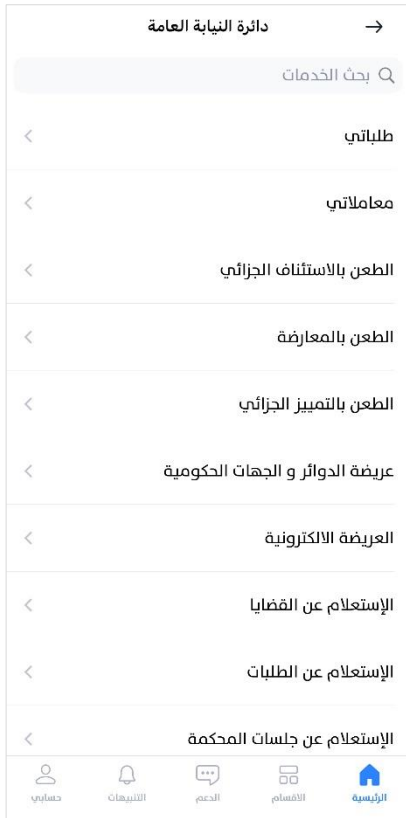 دائرة النيابة العامة
بحث الخدمات
طلباتي
معاملاتي
الطعن بالاستئناف الجزائي
الطعن بالمعارضة
الطعن بالتمييز الجزائي
عريضة الدوائر و الجهات الحكومية
العريضة الالكترونية
الإستعلام عن القضايا
الإستعلام عن الطلبات
الإستعلام عن جلسات المحكمة
الرئيسية الاقسام الدعم التنبيهات حسابي